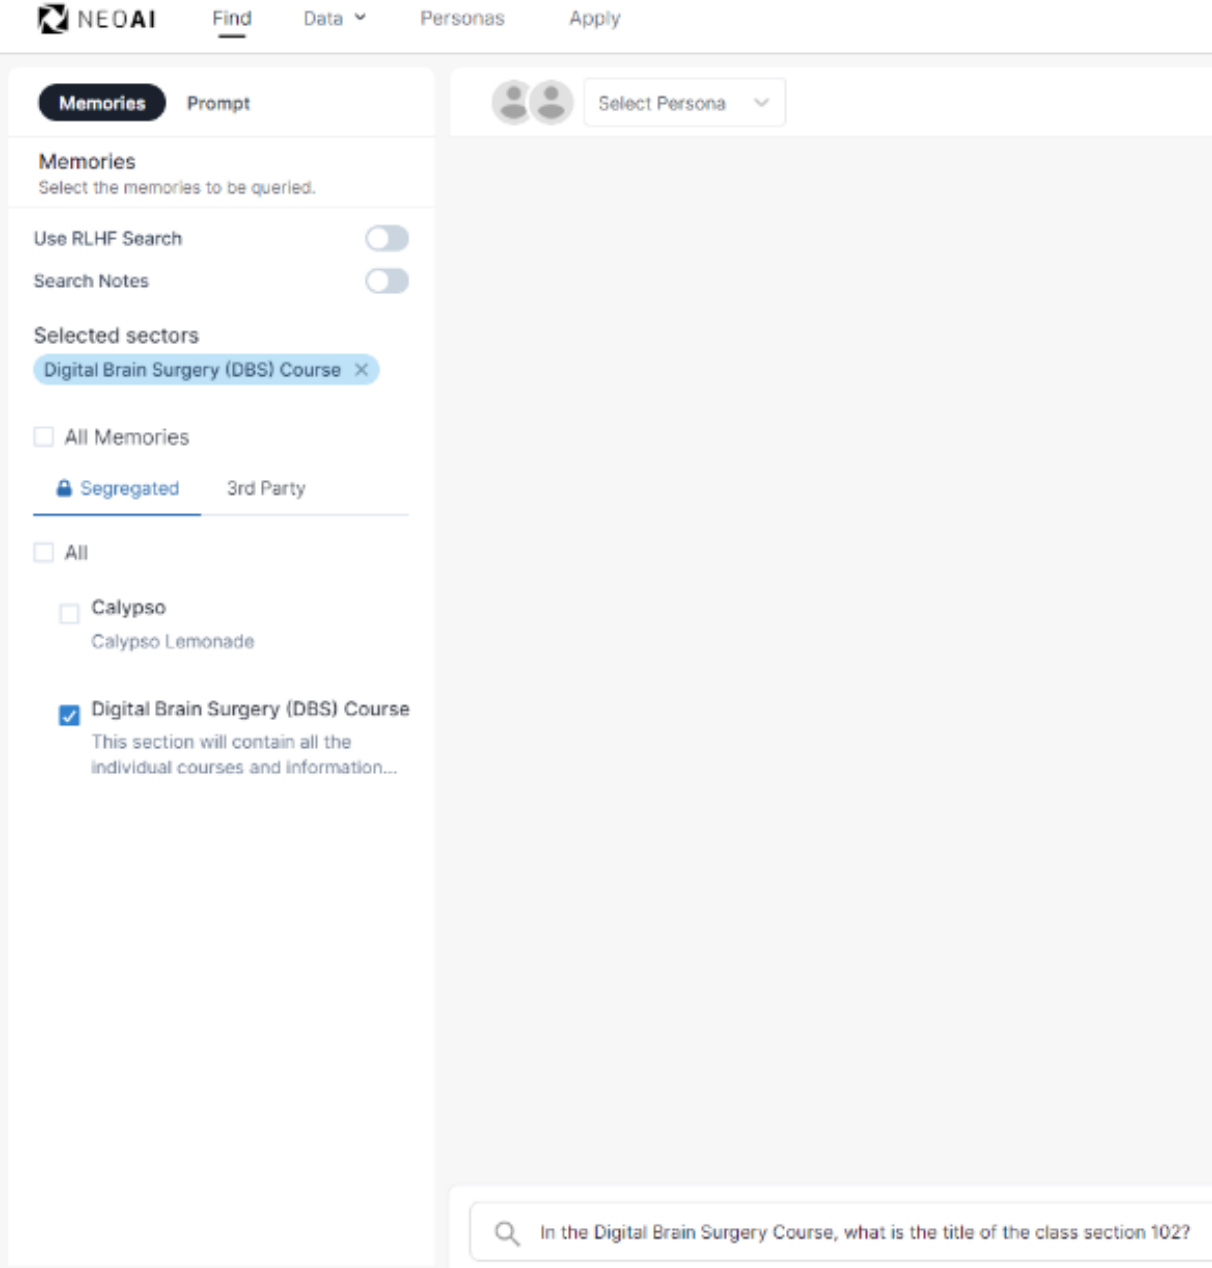 NEOAI Find Data Personas Apply
Memories Prompt
Select Persona
Memories
Select the memories to be queried.
Use RLHF Search
Search Notes
Selected sectors
Digital Brain Surgery (DBS) Course ×
All Memories
Segregated 3rd Party
All
Calypso
Calypso Lemonade
Digital Brain Surgery (DBS) Course
This section will contain all the
individual courses and information...
In the Digital Brain Surgery Course, what is the title of the class section 102?